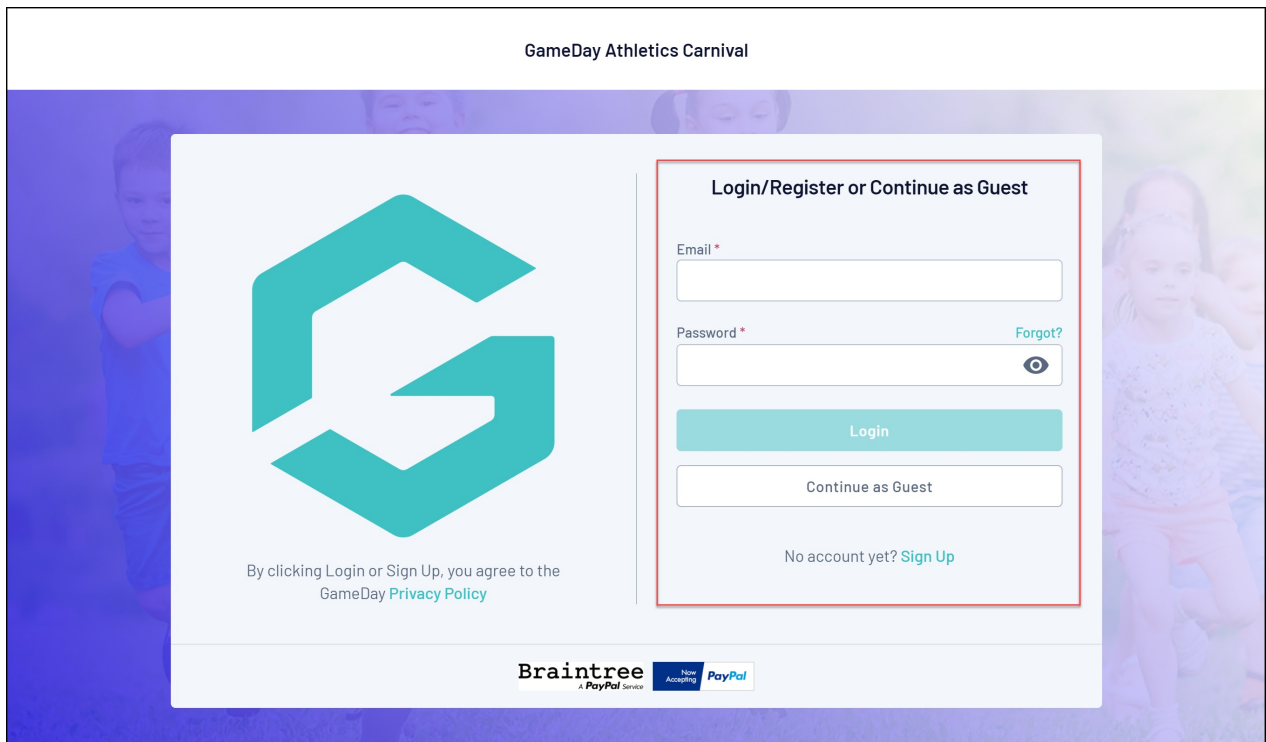 GameDay Athletics Carnival
By clicking Login or Sign Up, you agree to the
GameDay Privacy Policy
Login/Register or Continue as Guest
Email *
Password *
Forgot?
Login
Continue as Guest
No account yet? Sign Up
Braintree
A PayPal Service
Now
Accepting
PayPal